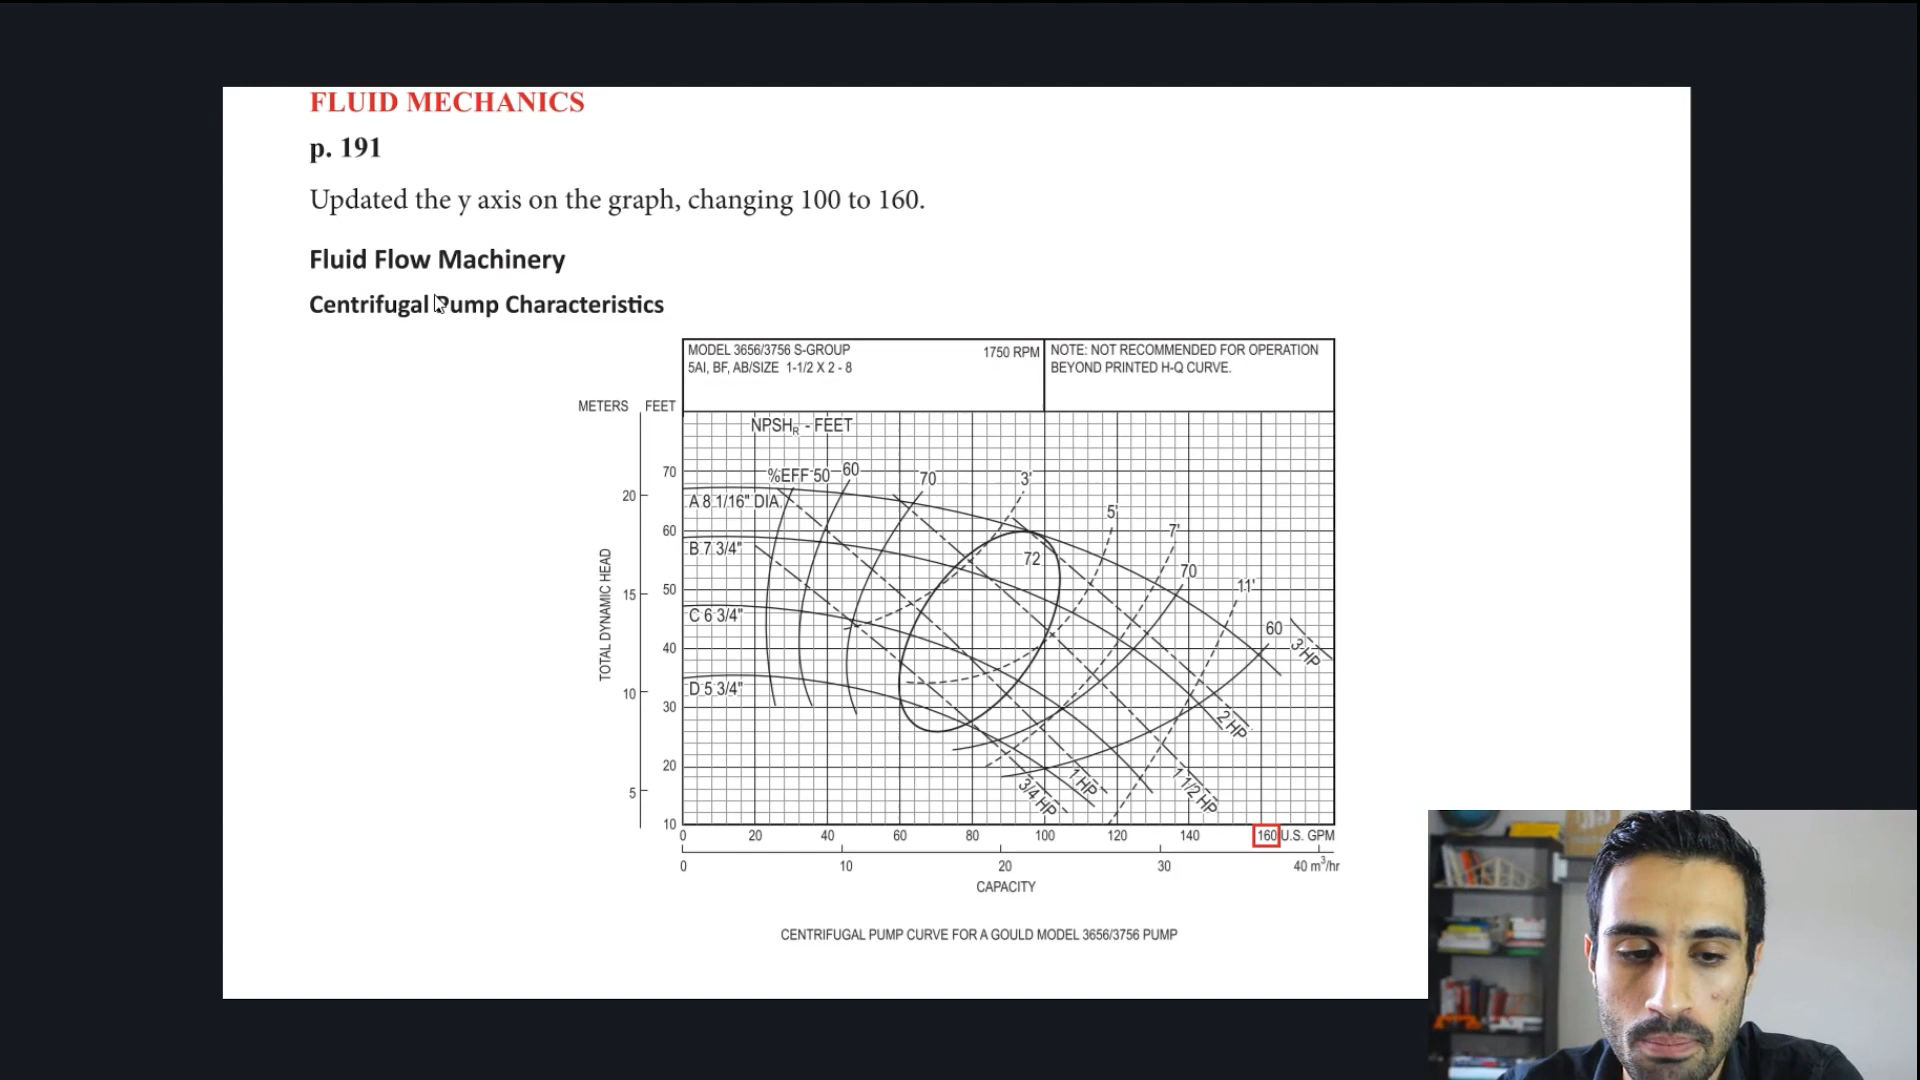 FLUID MECHANICS
p. 191
Updated the y axis on the graph, changing 100 to 160.
Fluid Flow Machinery
Centrifugal Pump Characteristics
MODEL 3656/3756 S-GROUP
5AI, BF, AB/SIZE 1-1/2 X 2 - 8
1750 RPM
NOTE: NOT RECOMMENDED FOR OPERATION
BEYOND PRINTED H-Q CURVE.
METERS FEET
NPSHR - FEET
%EFF 50 60 70 3' 5' 7' 70 11' 60
A 8 1/16" DIA.
B 7 3/4"
72
C 6 3/4"
D 5 3/4"
3 HP
2 HP
1 1/2 HP
1 HP
3/4 HP
TOTAL DYNAMIC HEAD
20
15
10
5
70
60
50
40
30
20
10
0 20 40 60 80 100 120 140 160 U.S. GPM
0 10 20 30 40 m3/hr
CAPACITY
CENTRIFUGAL PUMP CURVE FOR A GOULD MODEL 3656/3756 PUMP